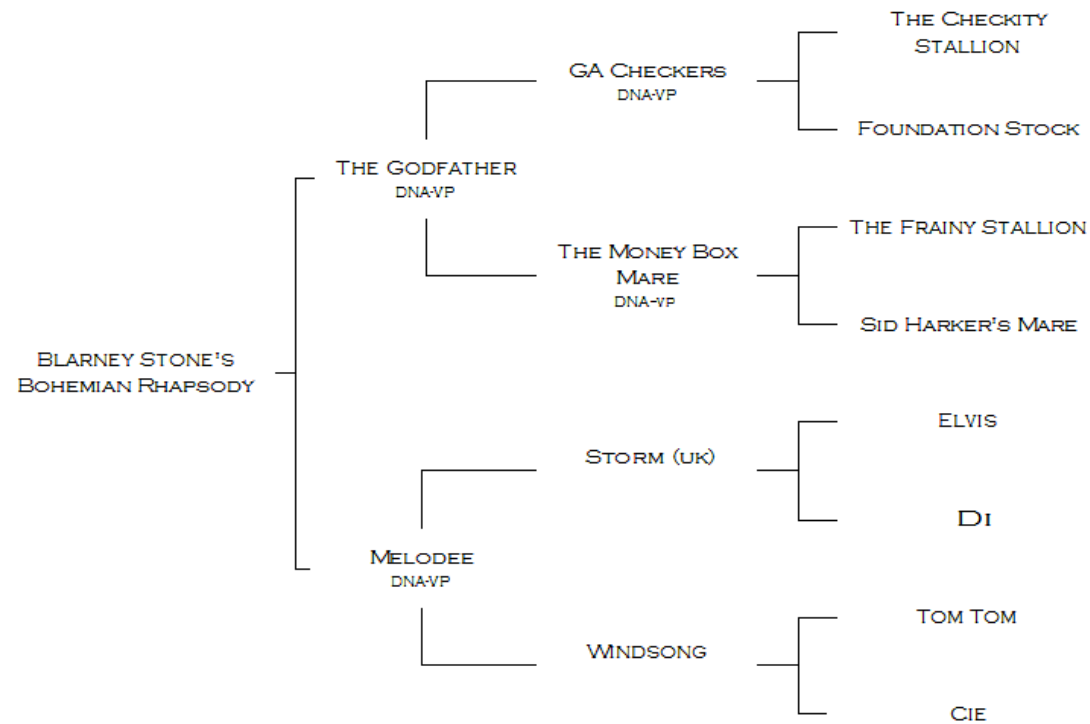 The Checkity
Stallion
GA Checkers
DNA-VP
Foundation Stock
The Godfather
DNA-VP
The Frainy Stallion
The Money Box
Mare
DNA-VP
Sid Harker's Mare
Blarney Stone's
Bohemian Rhapsody
Elvis
Storm (UK)
Di
Melodee
DNA-VP
Tom Tom
Windsong
Cie